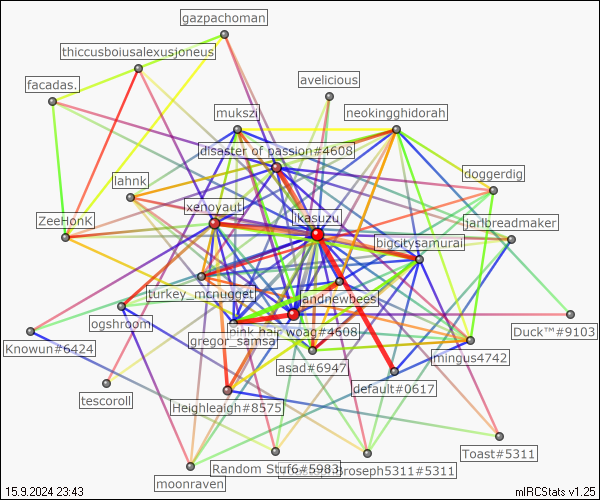 gazpachoman
thiccusboiusalexusjoneus
avelicious
facadas.
mukszi
neokingghidorah
disaster of passion#4608
doggerdig
lahnk
xenoyaut
jkasuzu
jarlbreadmaker
ZeeHonK
bigcitysamurai
turkey_mcnugget
andnewbees
ogshroom
pink hair woag#4608
Duck™#9103
gregor_samsa
Knowun#6424
mingus4742
asad#6947
tescoroll
default#0617
Heighleaigh#8575
Toast#5311
Random Stuf6#5983
Broseph5311#5311
moonraven
15.9.2024 23:43
mIRCStats v1.25